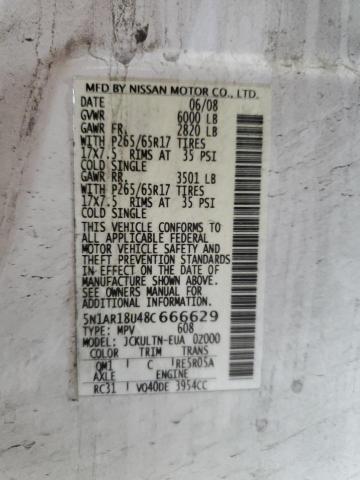 MFD BY NISSAN MOTOR CO., LTD.
DATE 06/08
GVWR 6000 LB
GAWR FR, 2820 LB
WITH P265/65R17 TIRES
17X7.5 RIMS AT 35 PSI
COLD SINGLE
GAWR RR, 3501 LB
WITH P265/65R17 TIRES
17X7.5 RIMS AT 35 PSI
COLD SINGLE
THIS VEHICLE CONFORMS TO
ALL APPLICABLE FEDERAL
MOTOR VEHICLE SAFETY AND
THEFT PREVENTION STANDARDS
IN EFFECT ON THE DATE OF
MANUFACTURE SHOWN ABOVE.
SEE OWNERS MANUAL FOR
ADDITIONAL INFORMATION
5N1AR18U48C666629
TYPE: MPV 608
MODEL: JCKULTN-EUA 02000
COLOR TRIM TRANS
QM1 C RE5R05A
AXLE ENGINE
RC31 VQ40DE 3954CC